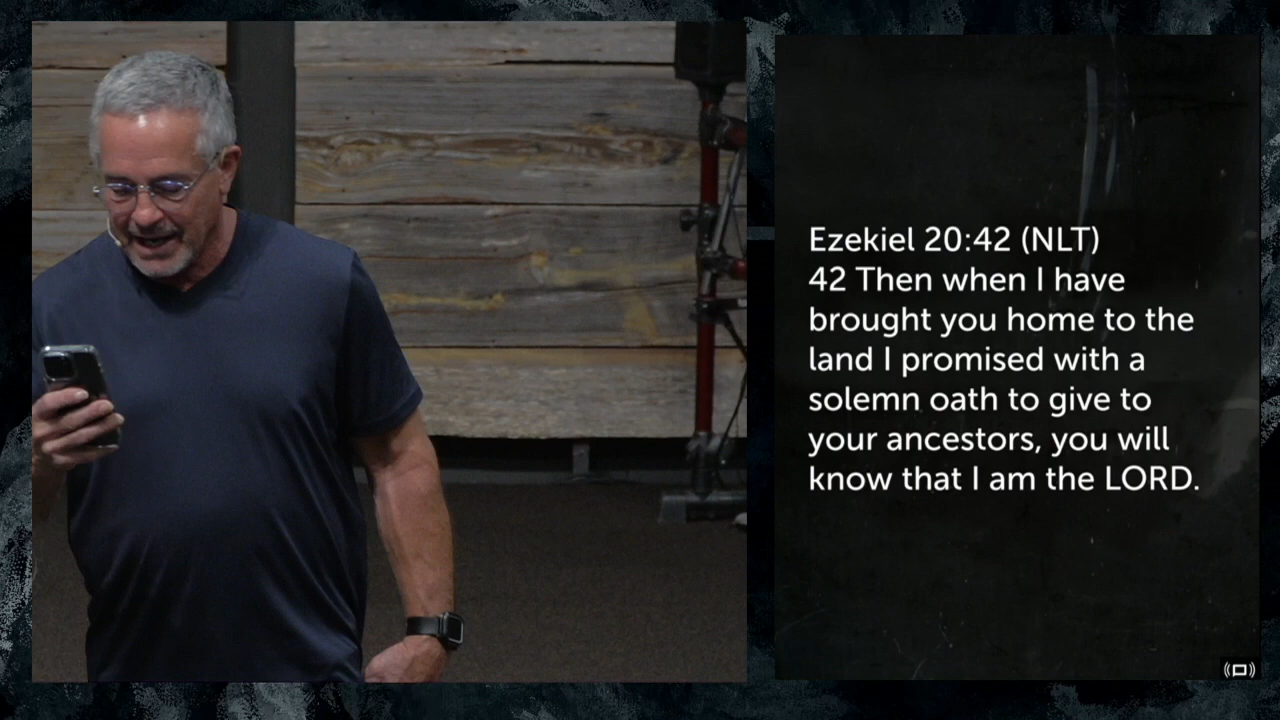 Ezekiel 20:42 (NLT)
42 Then when I have
brought you home to the
land I promised with a
solemn oath to give to
your ancestors, you will
know that I am the LORD.